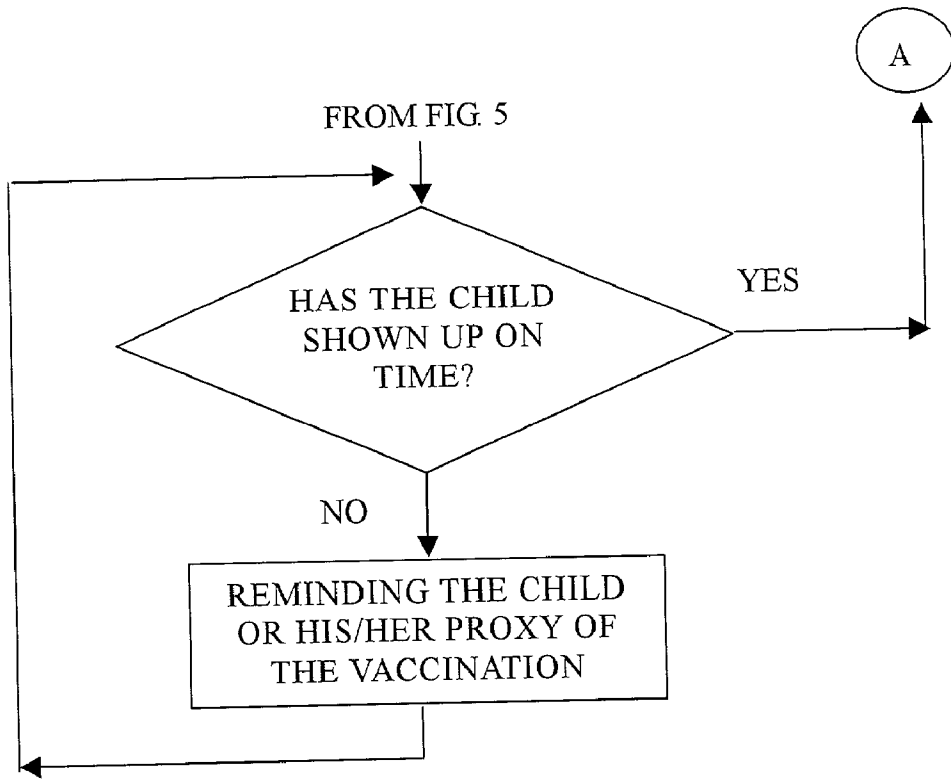 A
FROM FIG. 5
HAS THE CHILD
SHOWN UP ON
TIME?
YES
NO
REMINDING THE CHILD
OR HIS/HER PROXY OF
THE VACCINATION